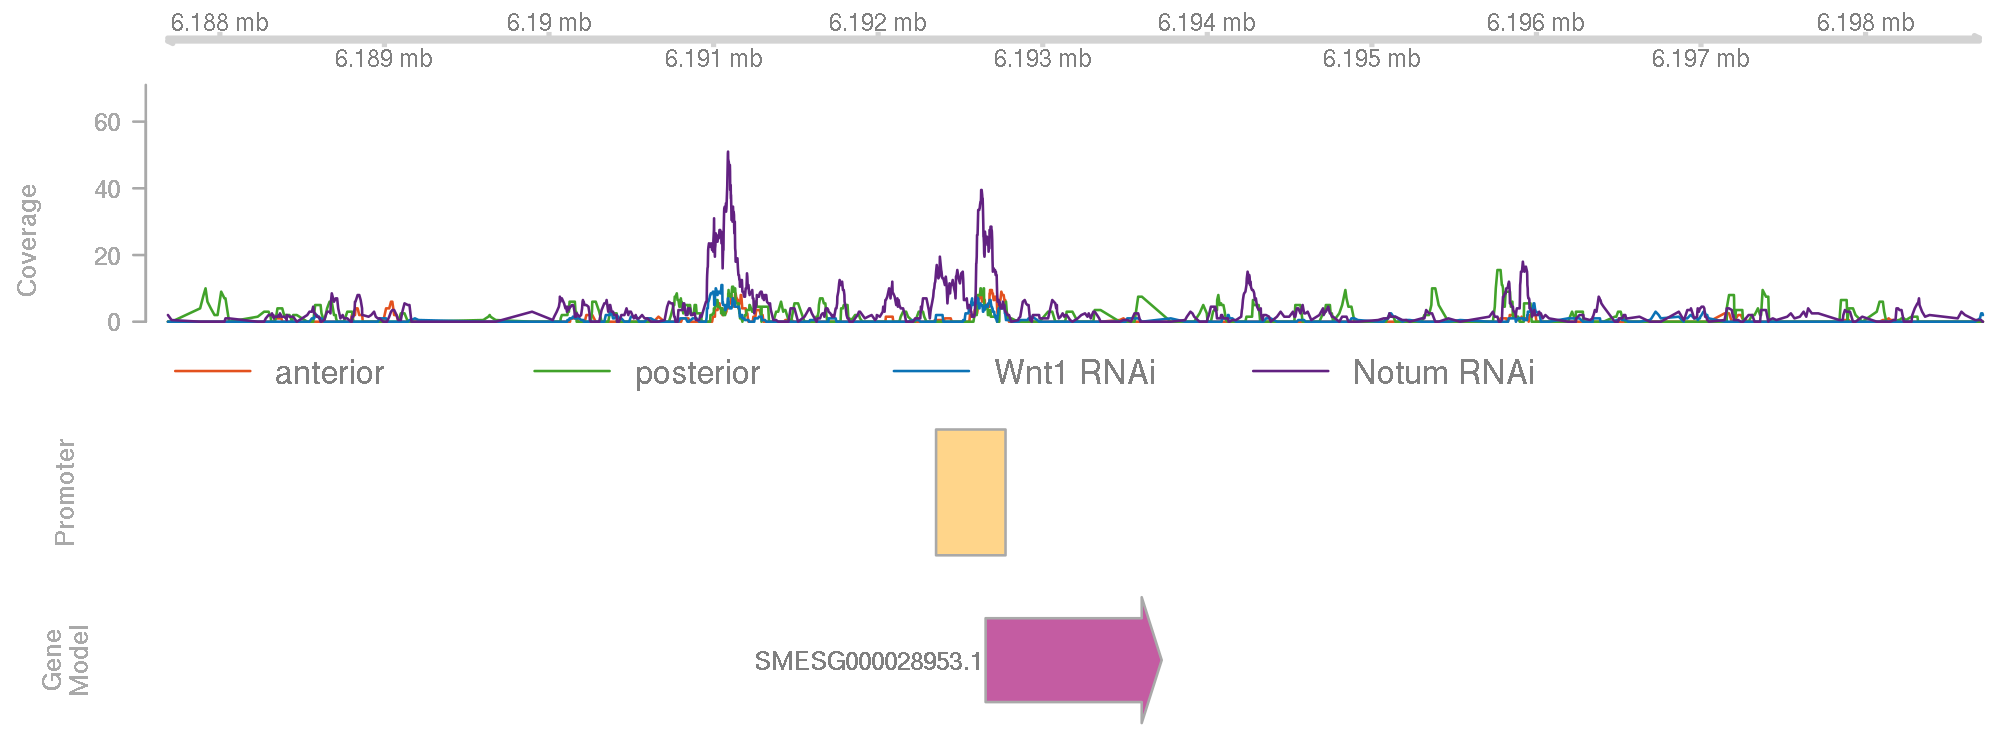 6.188 mb 6.19 mb 6.192 mb 6.194 mb 6.196 mb 6.198 mb
6.189 mb 6.191 mb 6.193 mb 6.195 mb 6.197 mb
Coverage
60
40
20
0
anterior posterior Wnt1 RNAi Notum RNAi
Promoter
Gene
Model
SMESG000028953.1